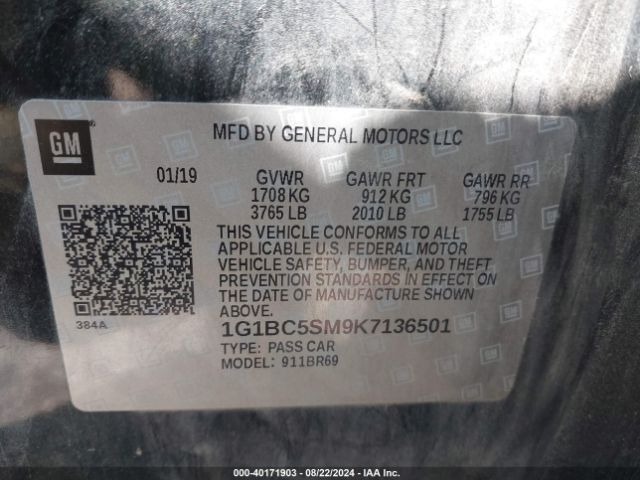 GM
MFD BY GENERAL MOTORS LLC
01/19 GVWR GAWR FRT GAWR RR
1708 KG 912 KG 796 KG
3765 LB 2010 LB 1755 LB
THIS VEHICLE CONFORMS TO ALL
APPLICABLE U.S. FEDERAL MOTOR
VEHICLE SAFETY, BUMPER, AND THEFT
PREVENTION STANDARDS IN EFFECT ON
THE DATE OF MANUFACTURE SHOWN
ABOVE.
384A
1G1BC5SM9K7136501
TYPE: PASS CAR
MODEL: 911BR69
000-40171903 - 08/22/2024 - IAA Inc.